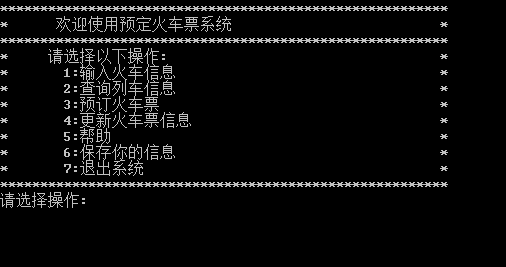 ********************************************************
* 欢迎使用预定火车票系统 *
********************************************************
* 请选择以下操作: *
* 1:输入火车信息 *
* 2:查询列车信息 *
* 3:预订火车票 *
* 4:更新火车票信息 *
* 5:帮助 *
* 6:保存你的信息 *
* 7:退出系统 *
********************************************************
请选择操作: